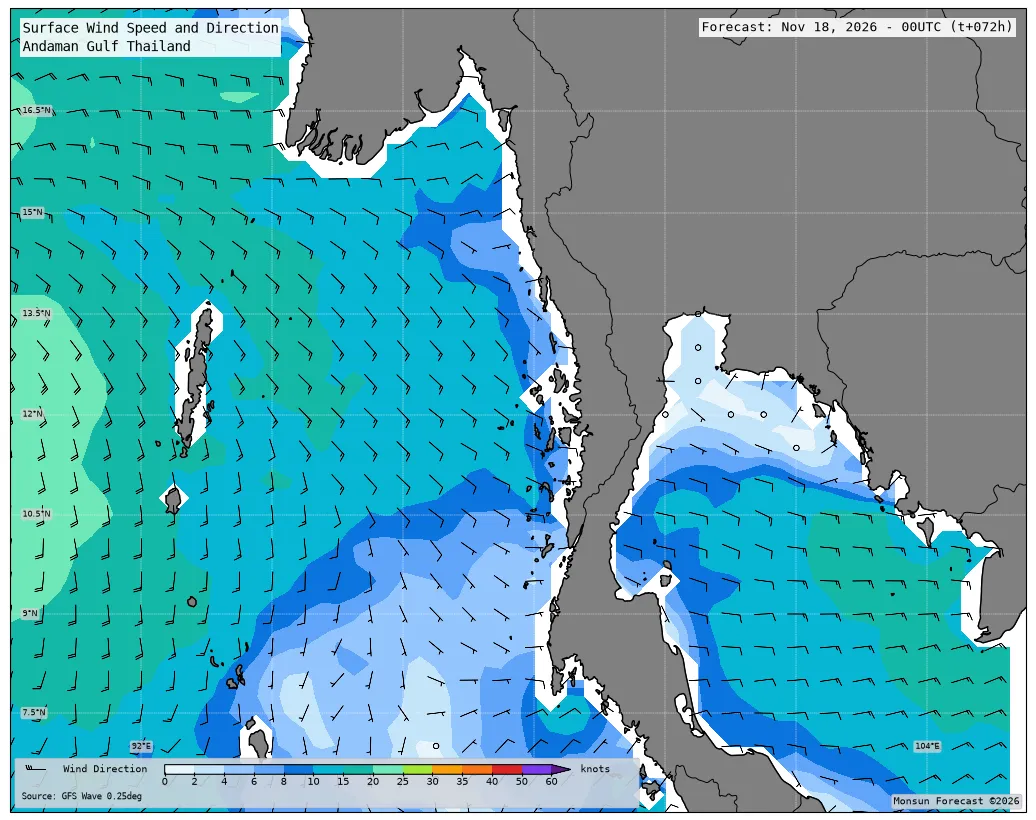 Surface Wind Speed and Direction
Andaman Gulf Thailand
Forecast: Nov 18, 2026 - 00UTC (t+072h)
16.5°N
15°N
13.5°N
12°N
10.5°N
9°N
7.5°N
92°E
104°E
Wind Direction
0 2 4 6 8 10 15 20 25 30 35 40 50 60
knots
Source: GFS Wave 0.25deg
Monsun Forecast ©2026